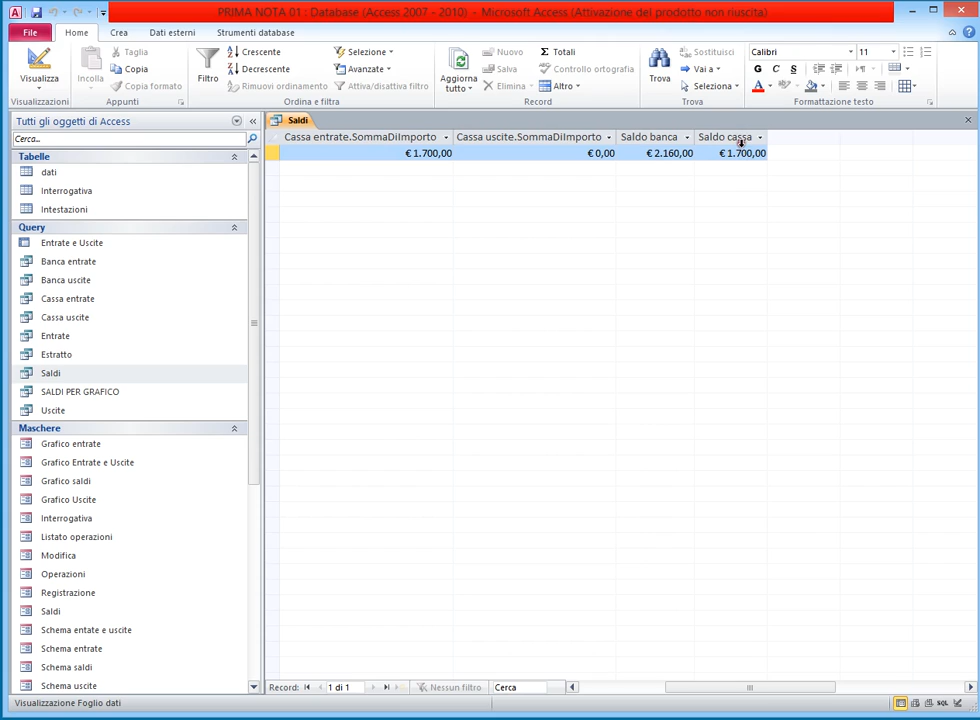 PRIMA NOTA 01 : Database (Access 2007 - 2010) - Microsoft Access (Attivazione del prodotto non riuscita)
File Home Crea Dati esterni Strumenti database
Visualizza
Visualizzazioni
Incolla
Taglia
Copia
Copia formato
Appunti
Filtro
Crescente
Decrescente
Rimuovi ordinamento
Selezione
Avanzate
Attiva/disattiva filtro
Ordina e filtra
Aggiorna tutto
Nuovo
Salva
Elimina
Totali
Controllo ortografia
Altro
Record
Trova
Sostituisci
Vai a
Seleziona
Trova
Calibri 11
G C S
A
Formattazione testo
Tutti gli oggetti di Access
Cerca...
Tabelle
dati
Interrogativa
Intestazioni
Query
Entrate e Uscite
Banca entrate
Banca uscite
Cassa entrate
Cassa uscite
Entrate
Estratto
Saldi
SALDI PER GRAFICO
Uscite
Maschere
Grafico entrate
Grafico Entrate e Uscite
Grafico saldi
Grafico Uscite
Interrogativa
Listato operazioni
Modifica
Operazioni
Registrazione
Saldi
Schema entate e uscite
Schema entrate
Schema saldi
Schema uscite
Saldi
Cassa entrate.SommaDiImporto Cassa uscite.SommaDiImporto Saldo banca Saldo cassa
€ 1.700,00 € 0,00 € 2.160,00 € 1.700,00
Record: 1 di 1 Nessun filtro Cerca
Visualizzazione Foglio dati
SQL